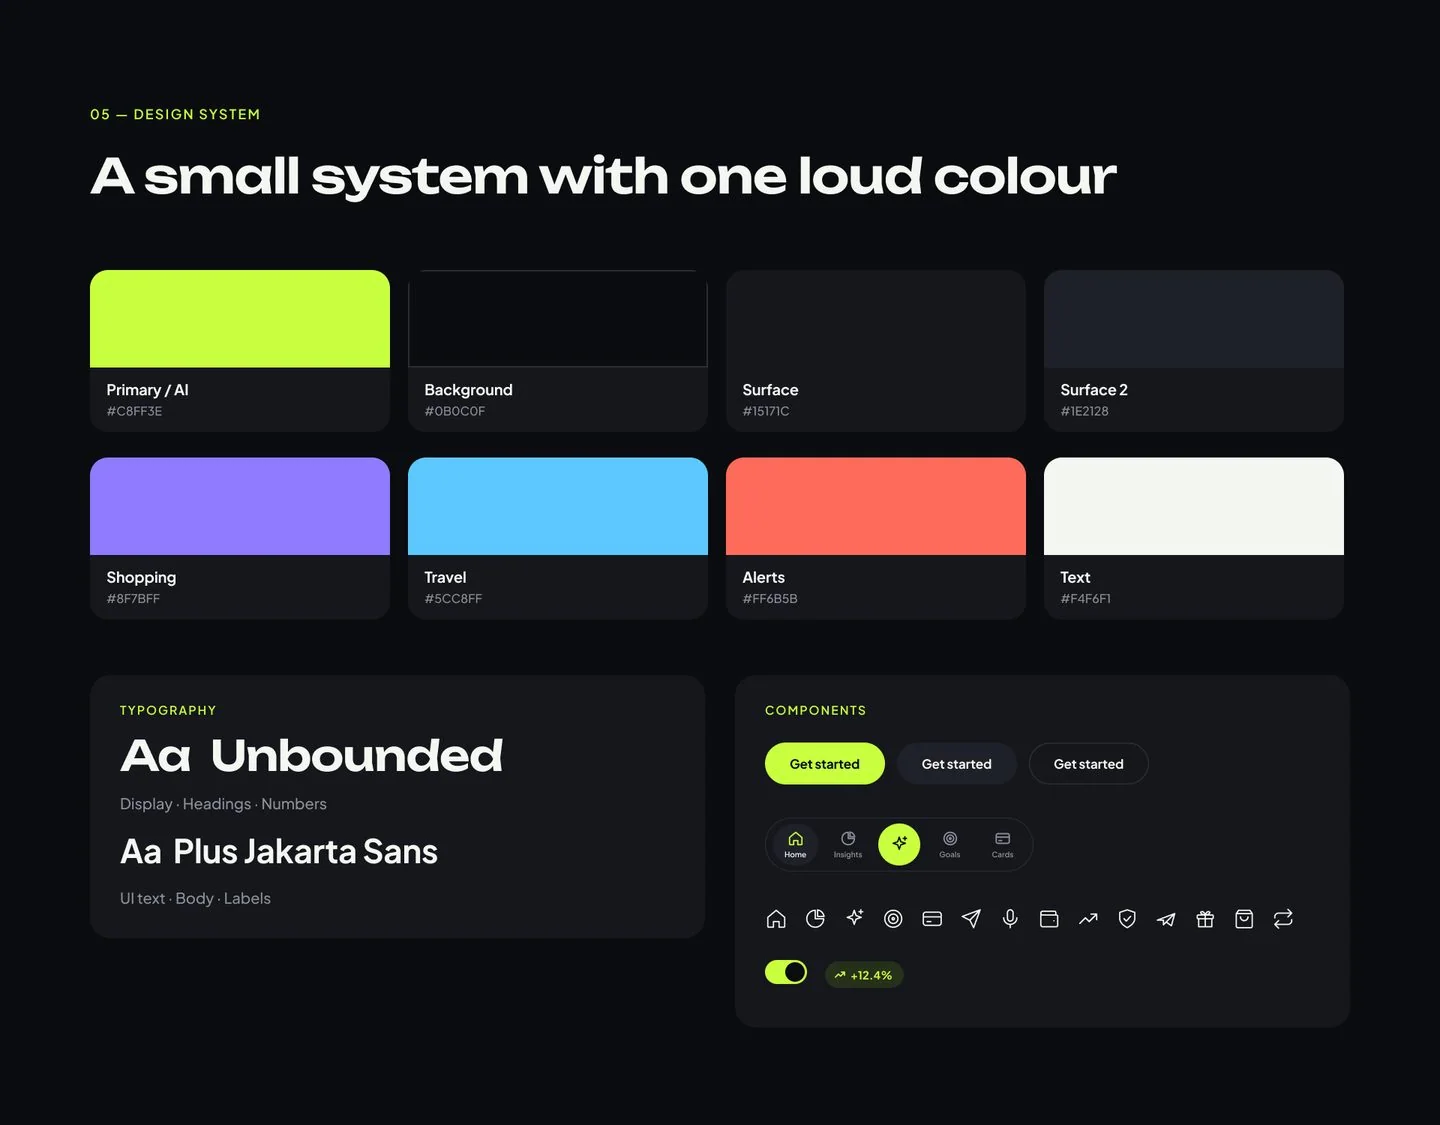 05 — DESIGN SYSTEM
A small system with one loud colour
Primary / AI
#C8FF3E
Background
#0B0C0F
Surface
#15171C
Surface 2
#1E2128
Shopping
#8F7BFF
Travel
#5CC8FF
Alerts
#FF6B5B
Text
#F4F6F1
TYPOGRAPHY
Aa Unbounded
Display · Headings · Numbers
Aa Plus Jakarta Sans
UI text · Body · Labels
COMPONENTS
Get started
Get started
Get started
Home
Insights
Goals
Cards
+12.4%